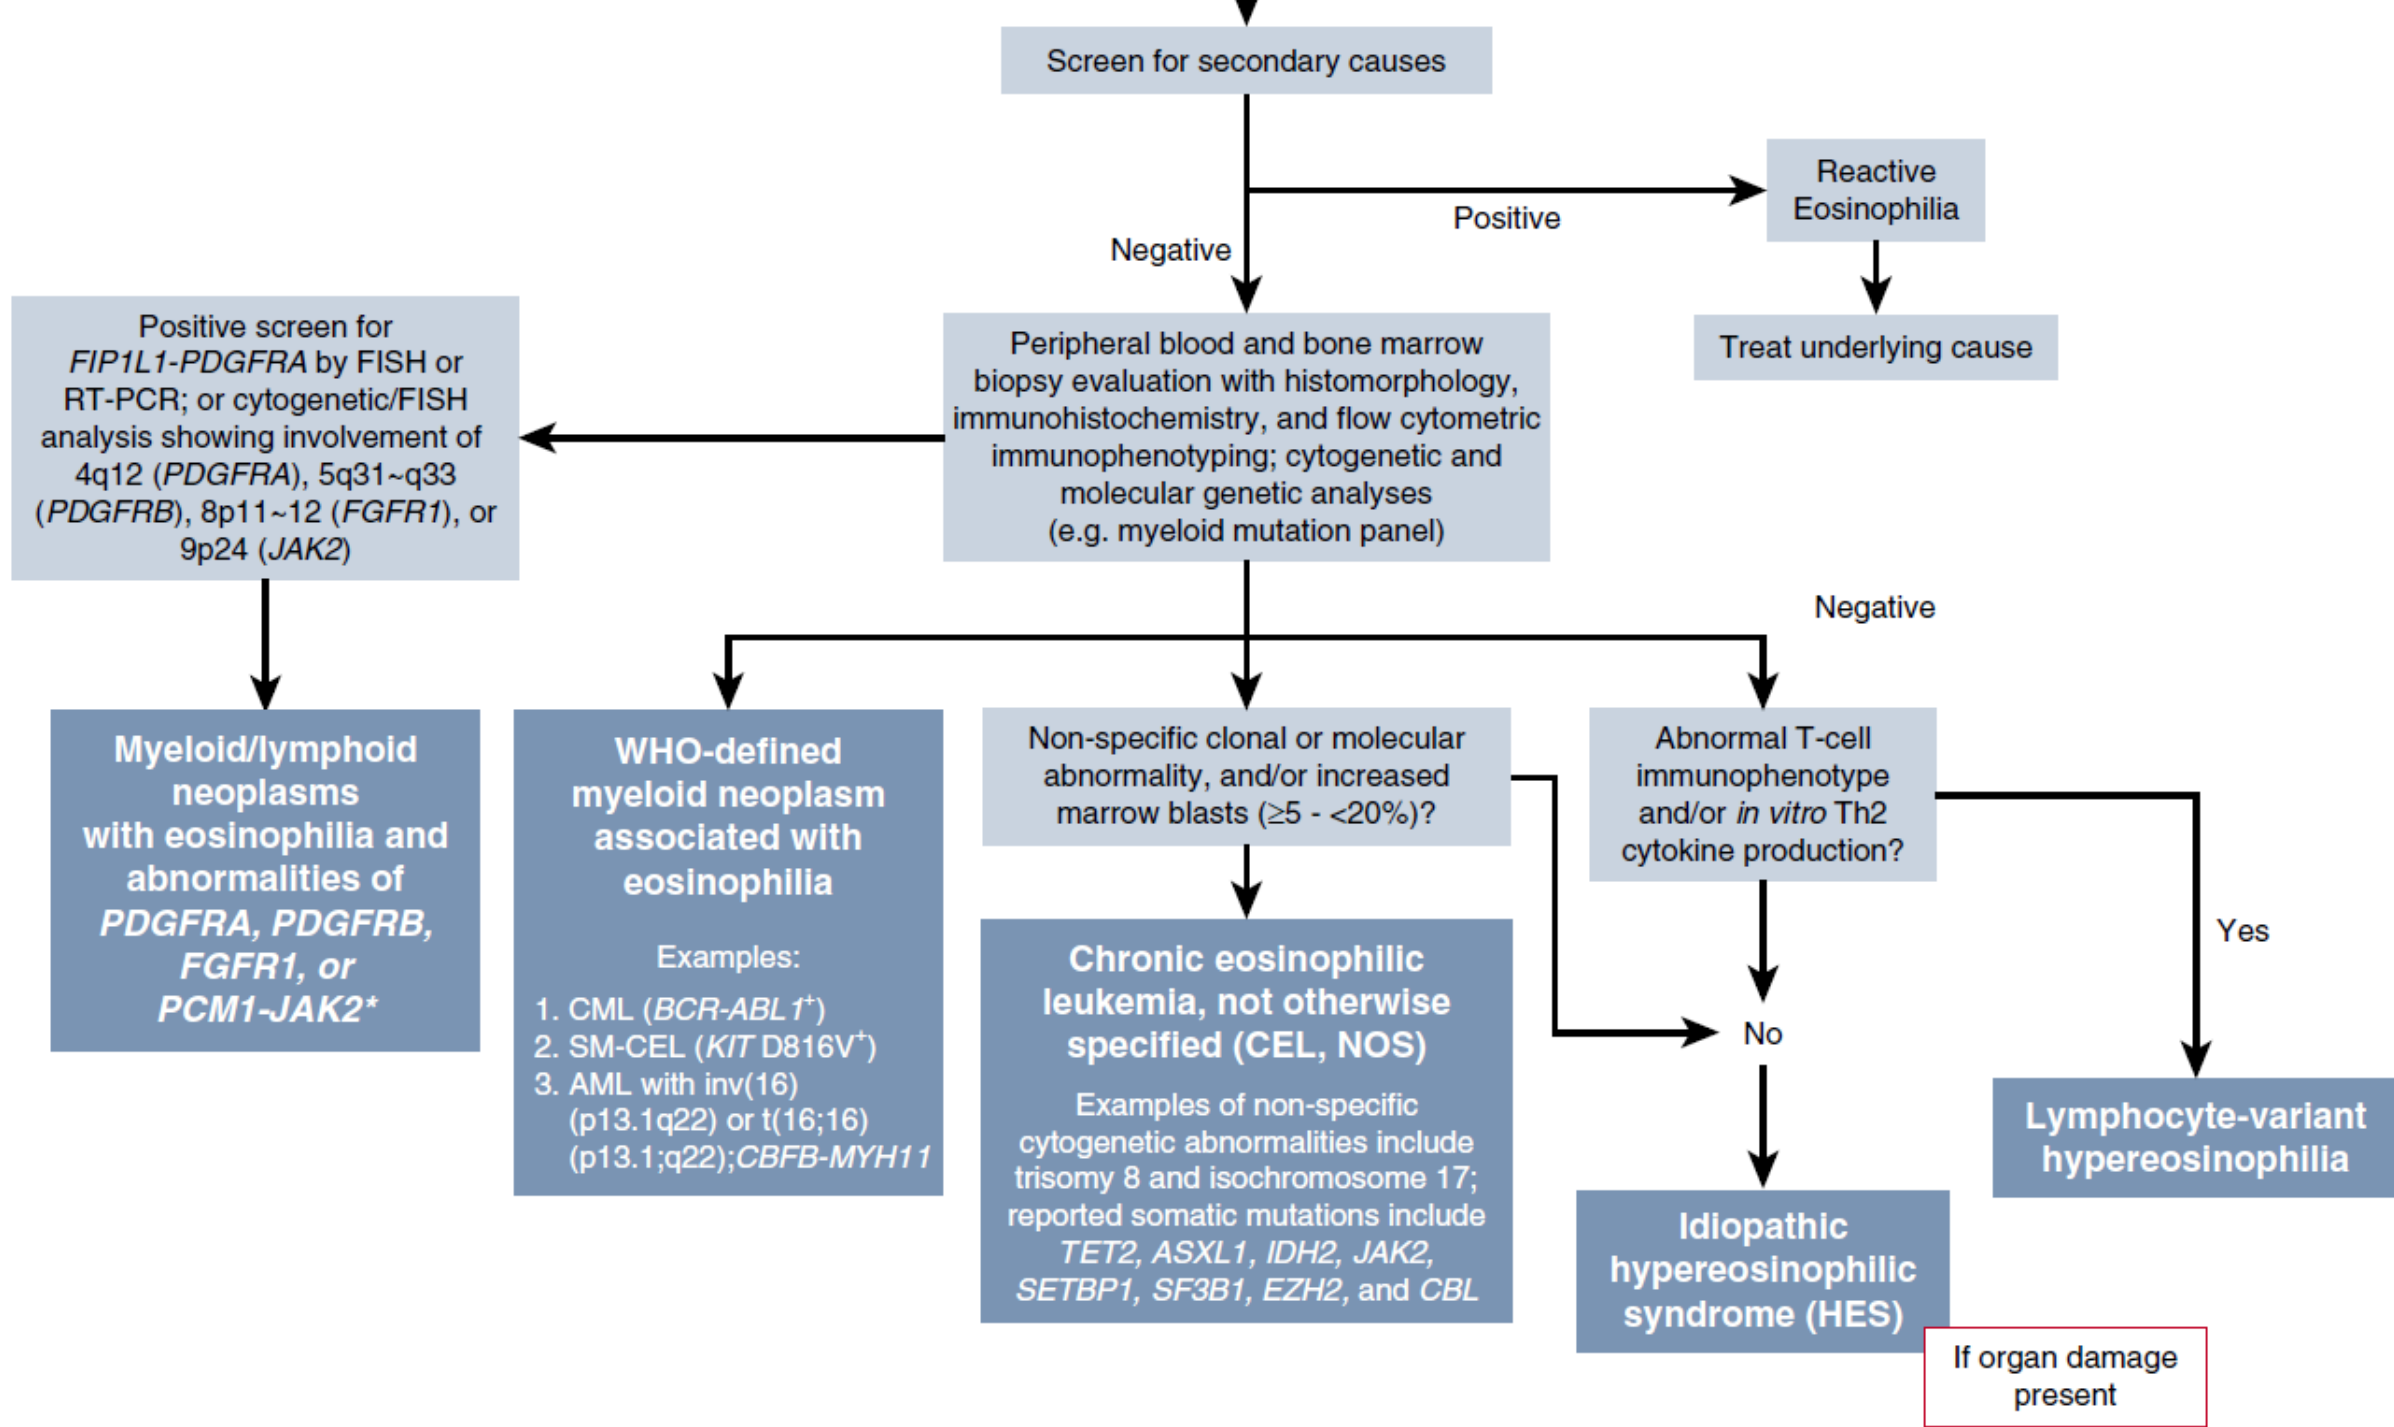 Screen for secondary causes
Reactive
Eosinophilia
Positive
Negative
Treat underlying cause
Positive screen for
FIP1L1-PDGFRA by FISH or
RT-PCR; or cytogenetic/FISH
analysis showing involvement of
4q12 (PDGFRA), 5q31~q33
(PDGFRB), 8p11~12 (FGFR1), or
9p24 (JAK2)
Peripheral blood and bone marrow
biopsy evaluation with histomorphology,
immunohistochemistry, and flow cytometric
immunophenotyping; cytogenetic and
molecular genetic analyses
(e.g. myeloid mutation panel)
Negative
Myeloid/lymphoid
neoplasms
with eosinophilia and
abnormalities of
PDGFRA, PDGFRB,
FGFR1, or
PCM1-JAK2*
WHO-defined
myeloid neoplasm
associated with
eosinophilia
Examples:
1. CML (BCR-ABL1+)
2. SM-CEL (KIT D816V+)
3. AML with inv(16)
(p13.1q22) or t(16;16)
(p13.1;q22);CBFB-MYH11
Non-specific clonal or molecular
abnormality, and/or increased
marrow blasts (≥5 - <20%)?
Chronic eosinophilic
leukemia, not otherwise
specified (CEL, NOS)
Examples of non-specific
cytogenetic abnormalities include
trisomy 8 and isochromosome 17;
reported somatic mutations include
TET2, ASXL1, IDH2, JAK2,
SETBP1, SF3B1, EZH2, and CBL
Abnormal T-cell
immunophenotype
and/or in vitro Th2
cytokine production?
Yes
No
Lymphocyte-variant
hypereosinophilia
Idiopathic
hypereosinophilic
syndrome (HES)
If organ damage
present